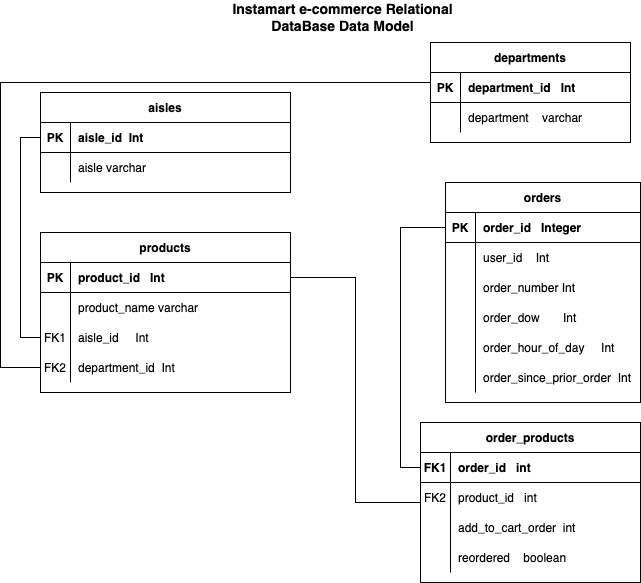 Instamart e-commerce Relational
DataBase Data Model
departments
PK department_id Int
department varchar
aisles
PK aisle_id Int
aisle varchar
orders
PK order_id Integer
user_id Int
order_number Int
order_dow Int
order_hour_of_day Int
order_since_prior_order Int
products
PK product_id Int
product_name varchar
FK1 aisle_id Int
FK2 department_id Int
order_products
FK1 order_id int
FK2 product_id int
add_to_cart_order int
reordered boolean